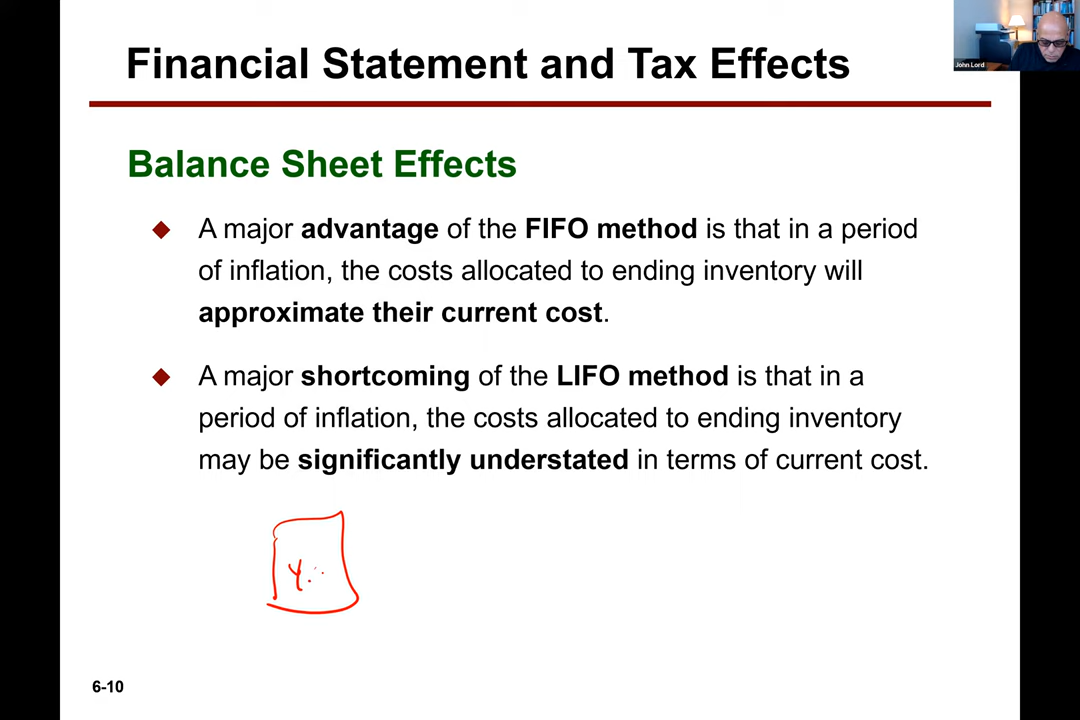 Financial Statement and Tax Effects
John Lord
Balance Sheet Effects
A major advantage of the FIFO method is that in a period
of inflation, the costs allocated to ending inventory will
approximate their current cost.
A major shortcoming of the LIFO method is that in a
period of inflation, the costs allocated to ending inventory
may be significantly understated in terms of current cost.
6-10